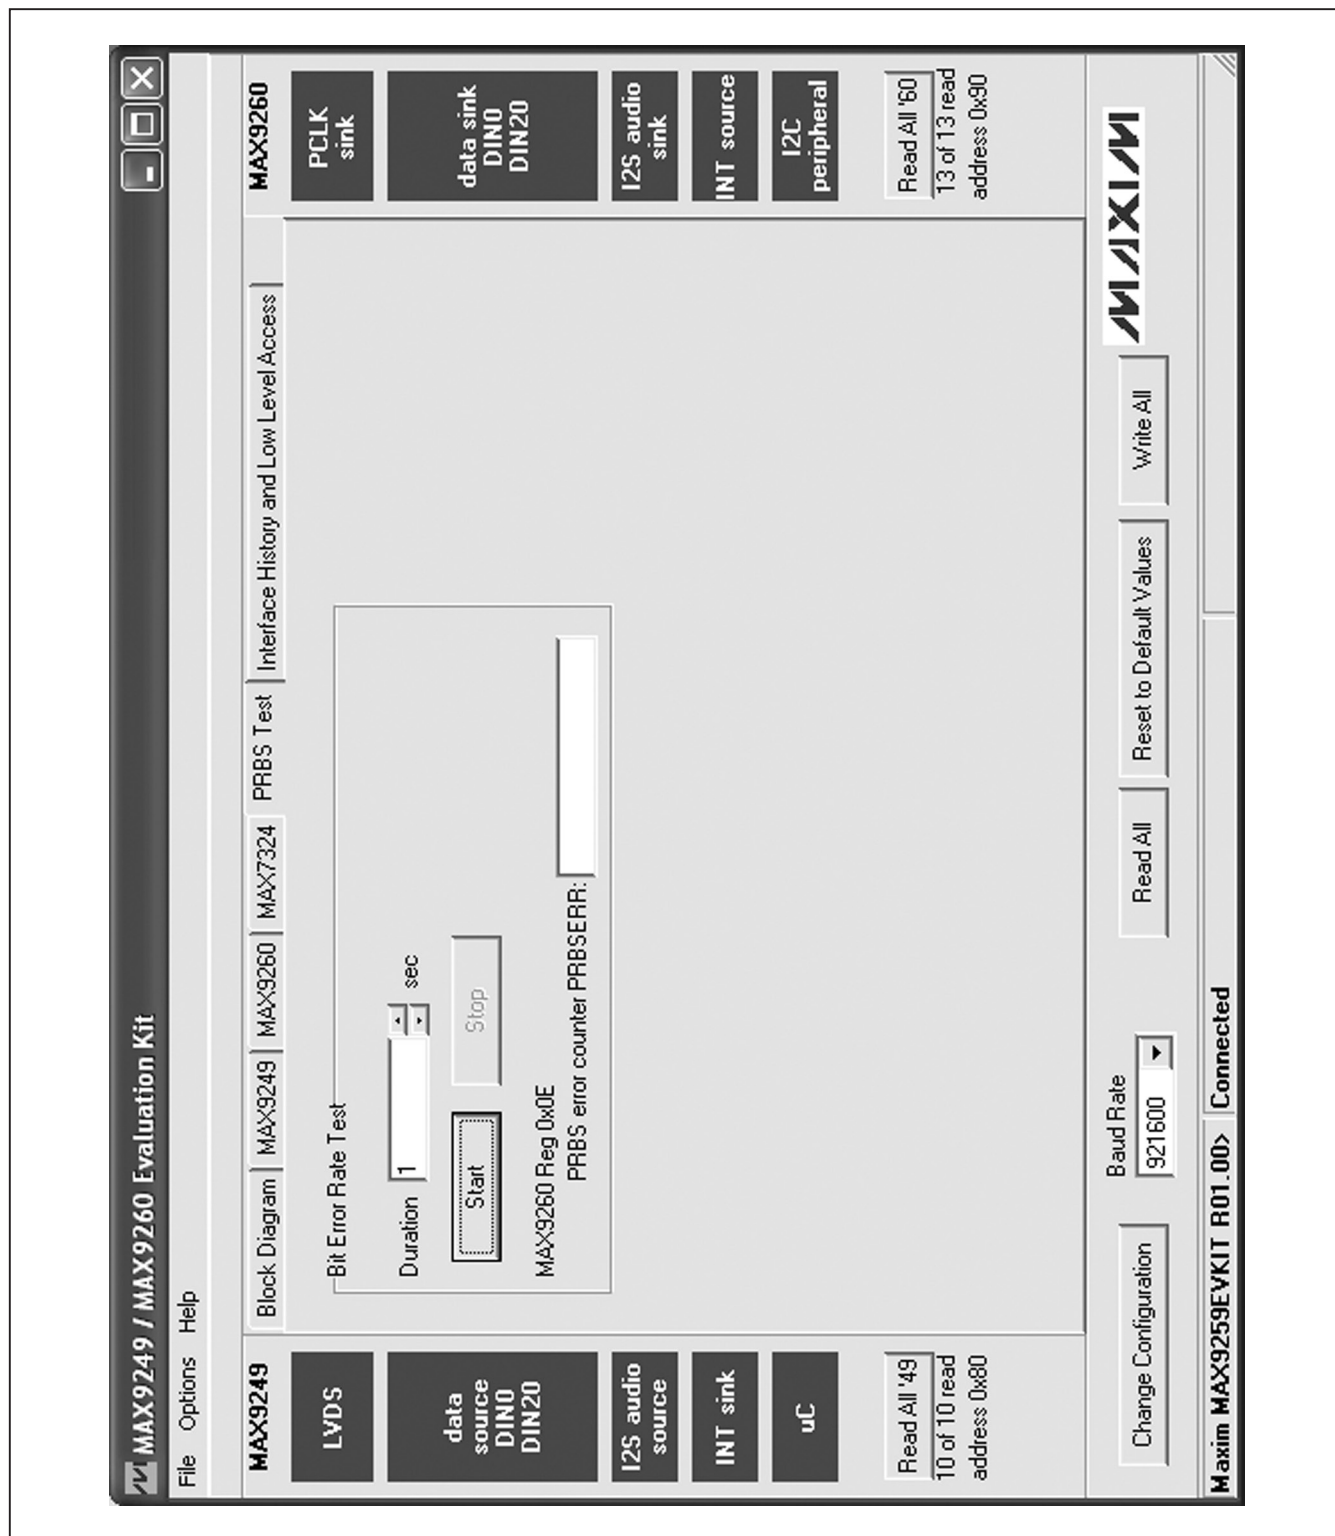 MAX9249 / MAX9260 Evaluation Kit
File Options Help
MAX9249
LVDS
data
source
DIN0
DIN20
I2S audio
source
INT sink
uC
Read All '49
10 of 10 read
address 0x80
Block Diagram MAX9249 MAX9260 MAX7324 PRBS Test Interface History and Low Level Access
Bit Error Rate Test
Duration 1 sec
Start Stop
MAX9260 Reg 0x0E
PRBS error counter PRBSERR:
MAX9260
PCLK
sink
data sink
DIN0
DIN20
I2S audio
sink
INT source
I2C
peripheral
Read All '60
13 of 13 read
address 0x90
Change Configuration
Baud Rate
921600
Read All Reset to Default Values Write All
MAXIM
Maxim MAX9259EVKIT R01.00> Connected